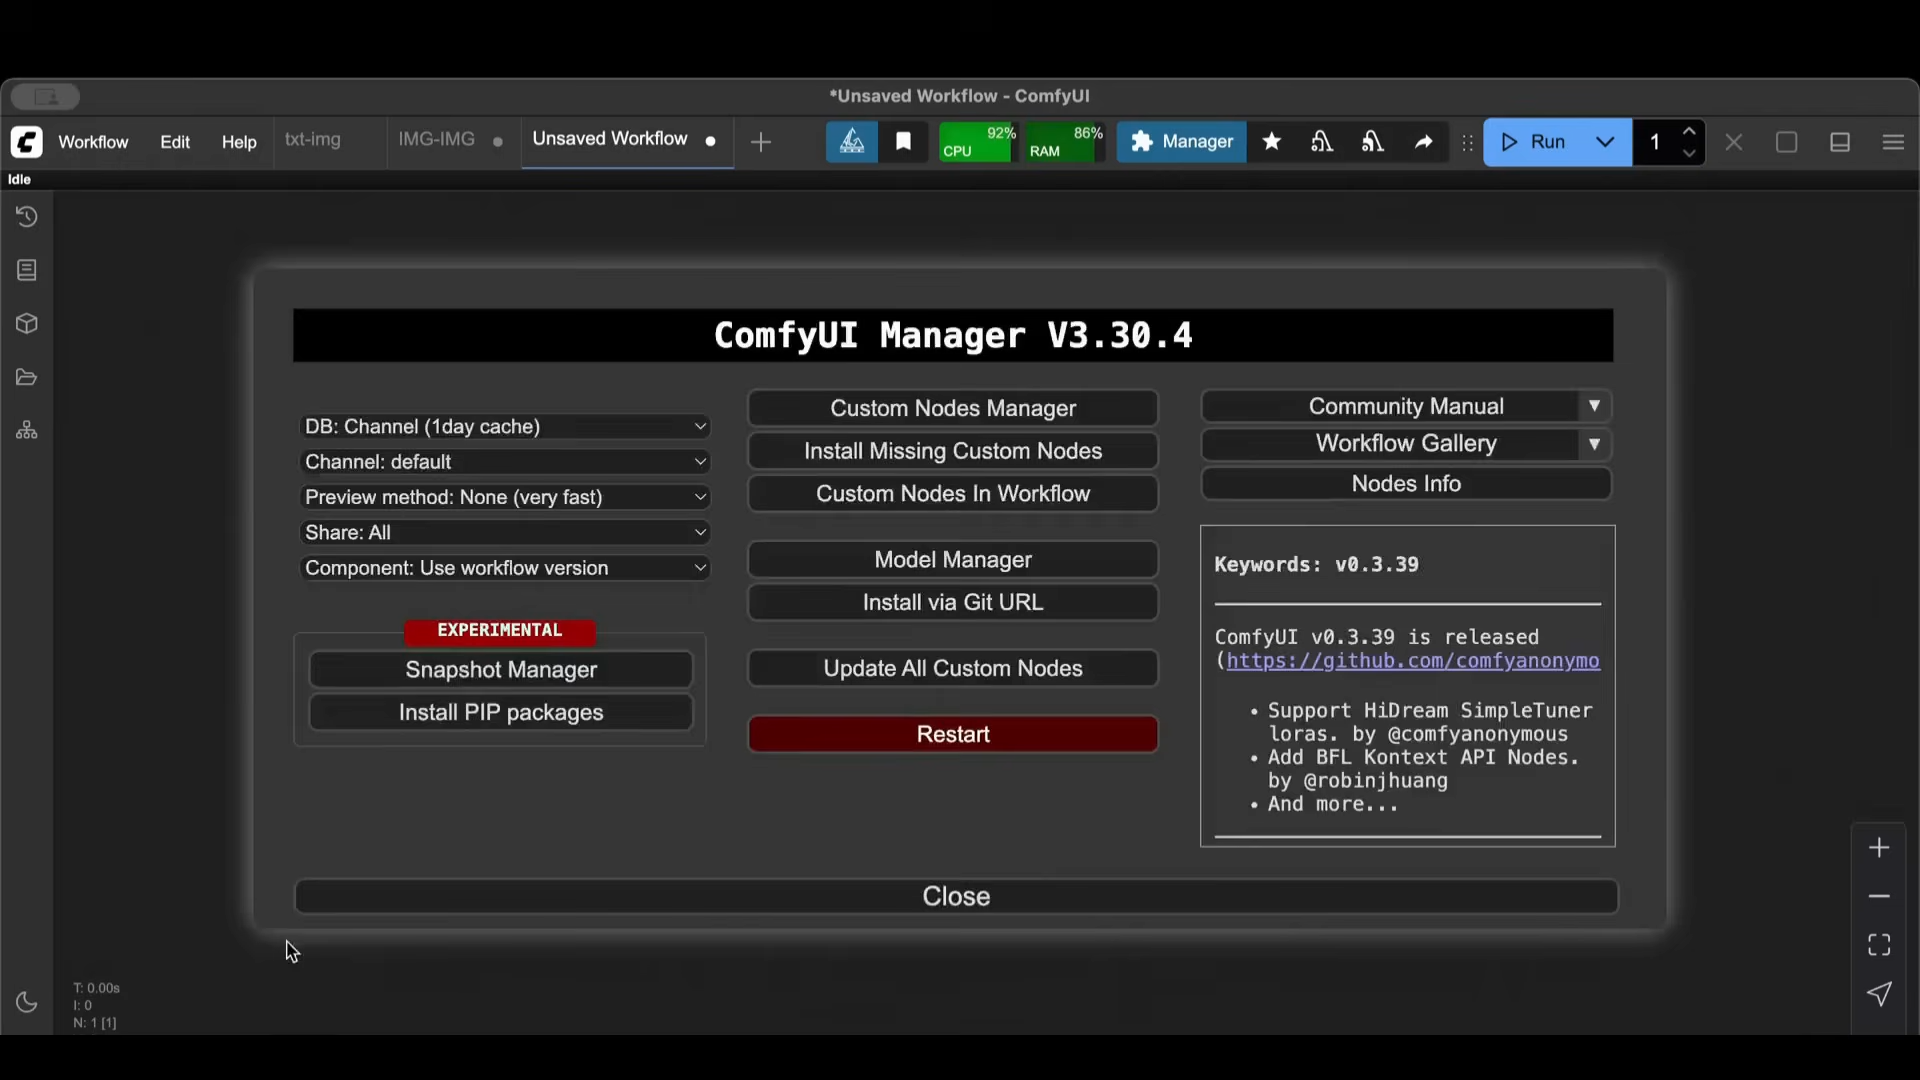 *Unsaved Workflow - ComfyUI
Workflow
Edit
Help
txt-img
IMG-IMG
Unsaved Workflow
CPU
92%
RAM
86%
Manager
Run
1
Idle
ComfyUI Manager V3.30.4
DB: Channel (1day cache)
Channel: default
Preview method: None (very fast)
Share: All
Component: Use workflow version
EXPERIMENTAL
Snapshot Manager
Install PIP packages
Custom Nodes Manager
Install Missing Custom Nodes
Custom Nodes In Workflow
Model Manager
Install via Git URL
Update All Custom Nodes
Restart
Community Manual
Workflow Gallery
Nodes Info
Keywords: v0.3.39
ComfyUI v0.3.39 is released
(https://github.com/comfyanonymo
• Support HiDream SimpleTuner
loras. by @comfyanonymous
• Add BFL Kontext API Nodes.
by @robinjhuang
• And more...
Close
T: 0.00s
I: 0
N: 1 [1]